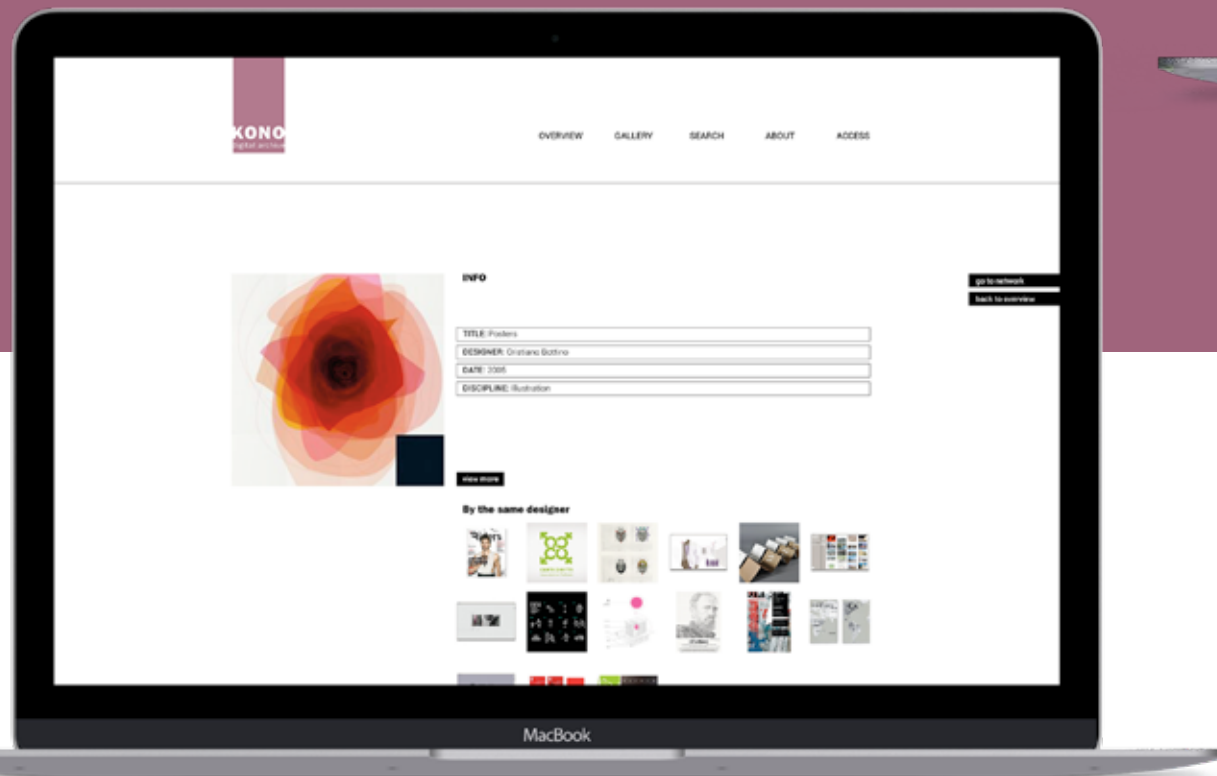 KONO
digital archive
OVERVIEW GALLERY SEARCH ABOUT ACCESS
INFO
go to network
back to overview
TITLE: Posters
DESIGNER: Cristiano Bottino
DATE: 2005
DISCIPLINE: Illustration
view more
By the same designer
MacBook